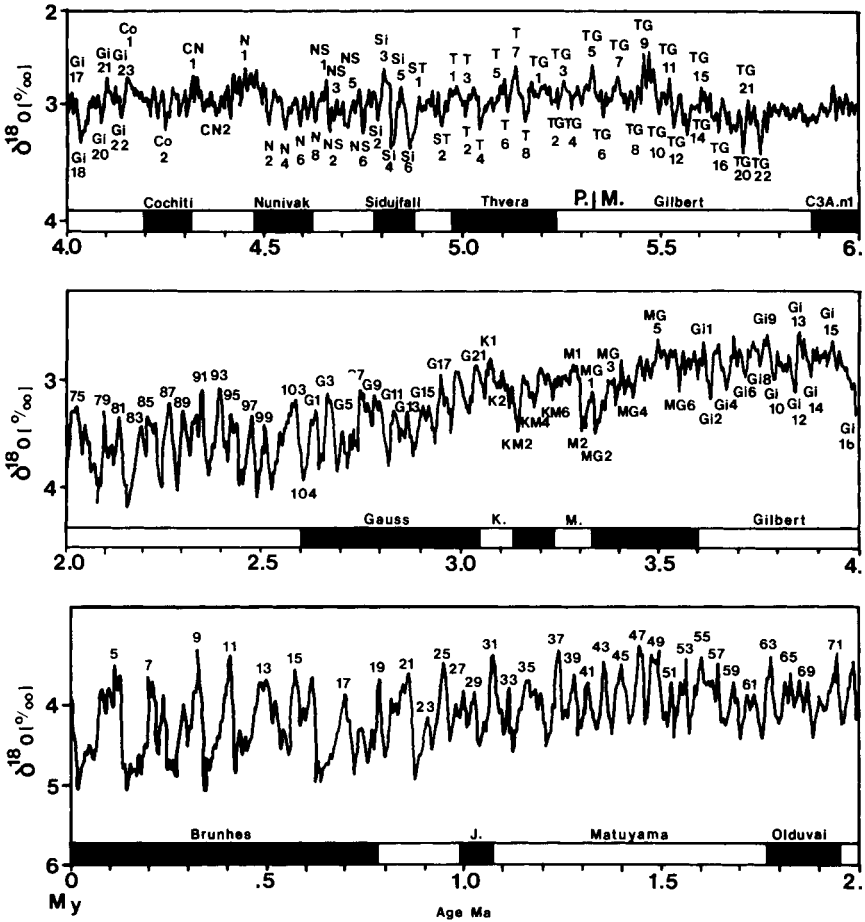 2
3
4
δ18O (o/oo)
Gi 17
Gi 18
Gi 20
Gi 21
Gi 22
Gi 23
Co 1
Co 2
CN 1
CN2
N 1
N 2
N 4
N 6
N 8
NS 1
NS 2
NS 3
NS 5
NS 6
Si 2
Si 3
Si 4
Si 5
Si 6
ST 1
ST 2
T 1
T 2
T 3
T 4
T 5
T 6
T 7
T 8
TG 1
TG 2
TG 3
TG 4
TG 5
TG 6
TG 7
TG 8
TG 9
TG 10
TG 11
TG 12
TG 14
TG 15
TG 16
TG 20
TG 21
TG 22
P.|M.
Cochiti Nunivak Sidujfall Thvera Gilbert C3A.n1
4.0 4.5 5.0 5.5 6.
3
4
δ18O (o/oo)
75 79 81 83 85 87 89 91 93 95 97 99 103 104
G1 G3 G5 G7 G9 G11 G13 G15 G17 G21
K1 K2 KM2 KM4 KM6
M1 M2
MG 1
MG2
MG 3
MG4
MG 5
MG6
Gi1 Gi2 Gi4 Gi6 Gi8 Gi9
Gi 10
Gi 12
Gi 13
Gi 14
Gi 15
Gi 16
Gauss K. M. Gilbert
2.0 2.5 3.0 3.5 4.
4
5
6
δ18O (o/oo)
5 7 9 11 13 15 17 19 21 23 25 27 29 31 33 35 37 39 41 43 45 47 49 51 53 55 57 59 61 63 65 69 71
Brunhes J. Matuyama Olduvai
0 .5 1.0 1.5 2.
My
Age Ma